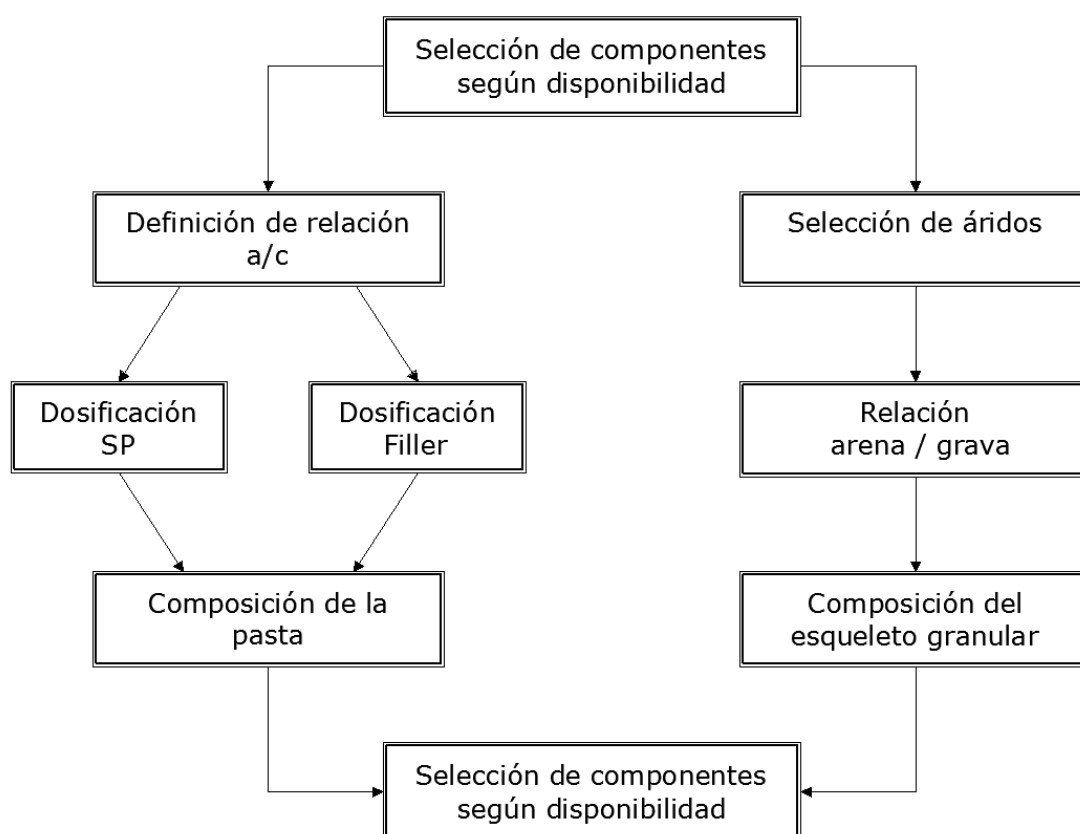 Selección de componentes
según disponibilidad
Definición de relación
a/c
Selección de áridos
Dosificación
SP
Dosificación
Filler
Relación
arena / grava
Composición de la
pasta
Composición del
esqueleto granular
Selección de componentes
según disponibilidad